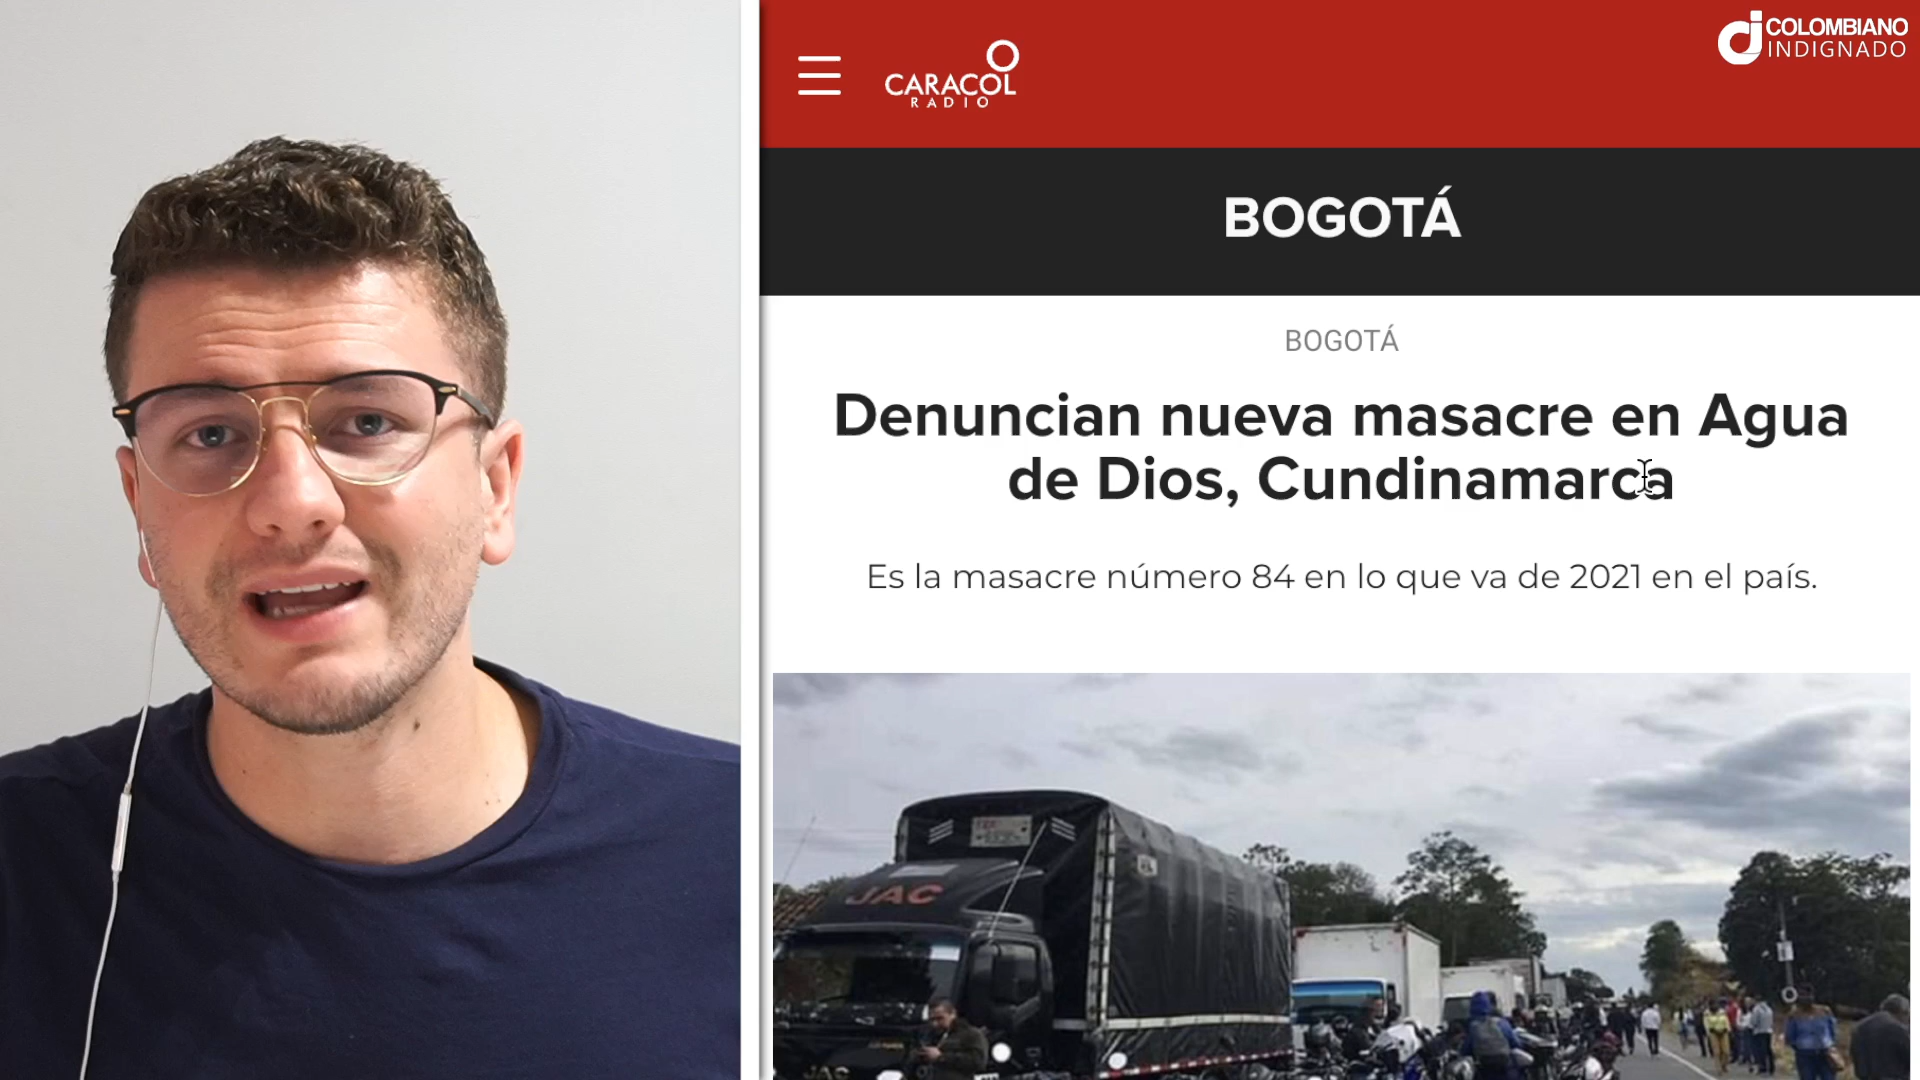 COLOMBIANO
INDIGNADO
CARACOL
RADIO
BOGOTÁ
BOGOTÁ
Denuncian nueva masacre en Agua
de Dios, Cundinamarca
Es la masacre número 84 en lo que va de 2021 en el país.
JAC
JAC